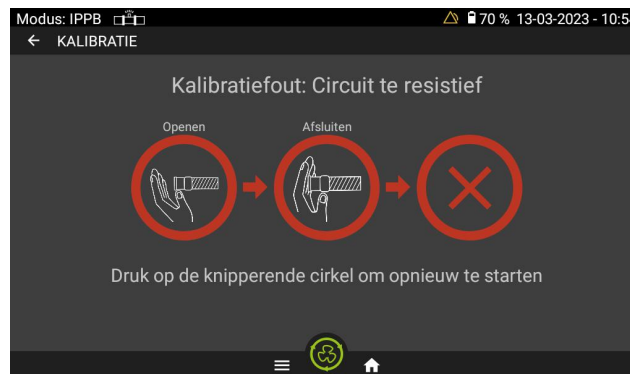 Modus: IPPB 70 % 13-03-2023 - 10:5
KALIBRATIE
Kalibratiefout: Circuit te resistief
Openen Afsluiten
Druk op de knipperende cirkel om opnieuw te starten